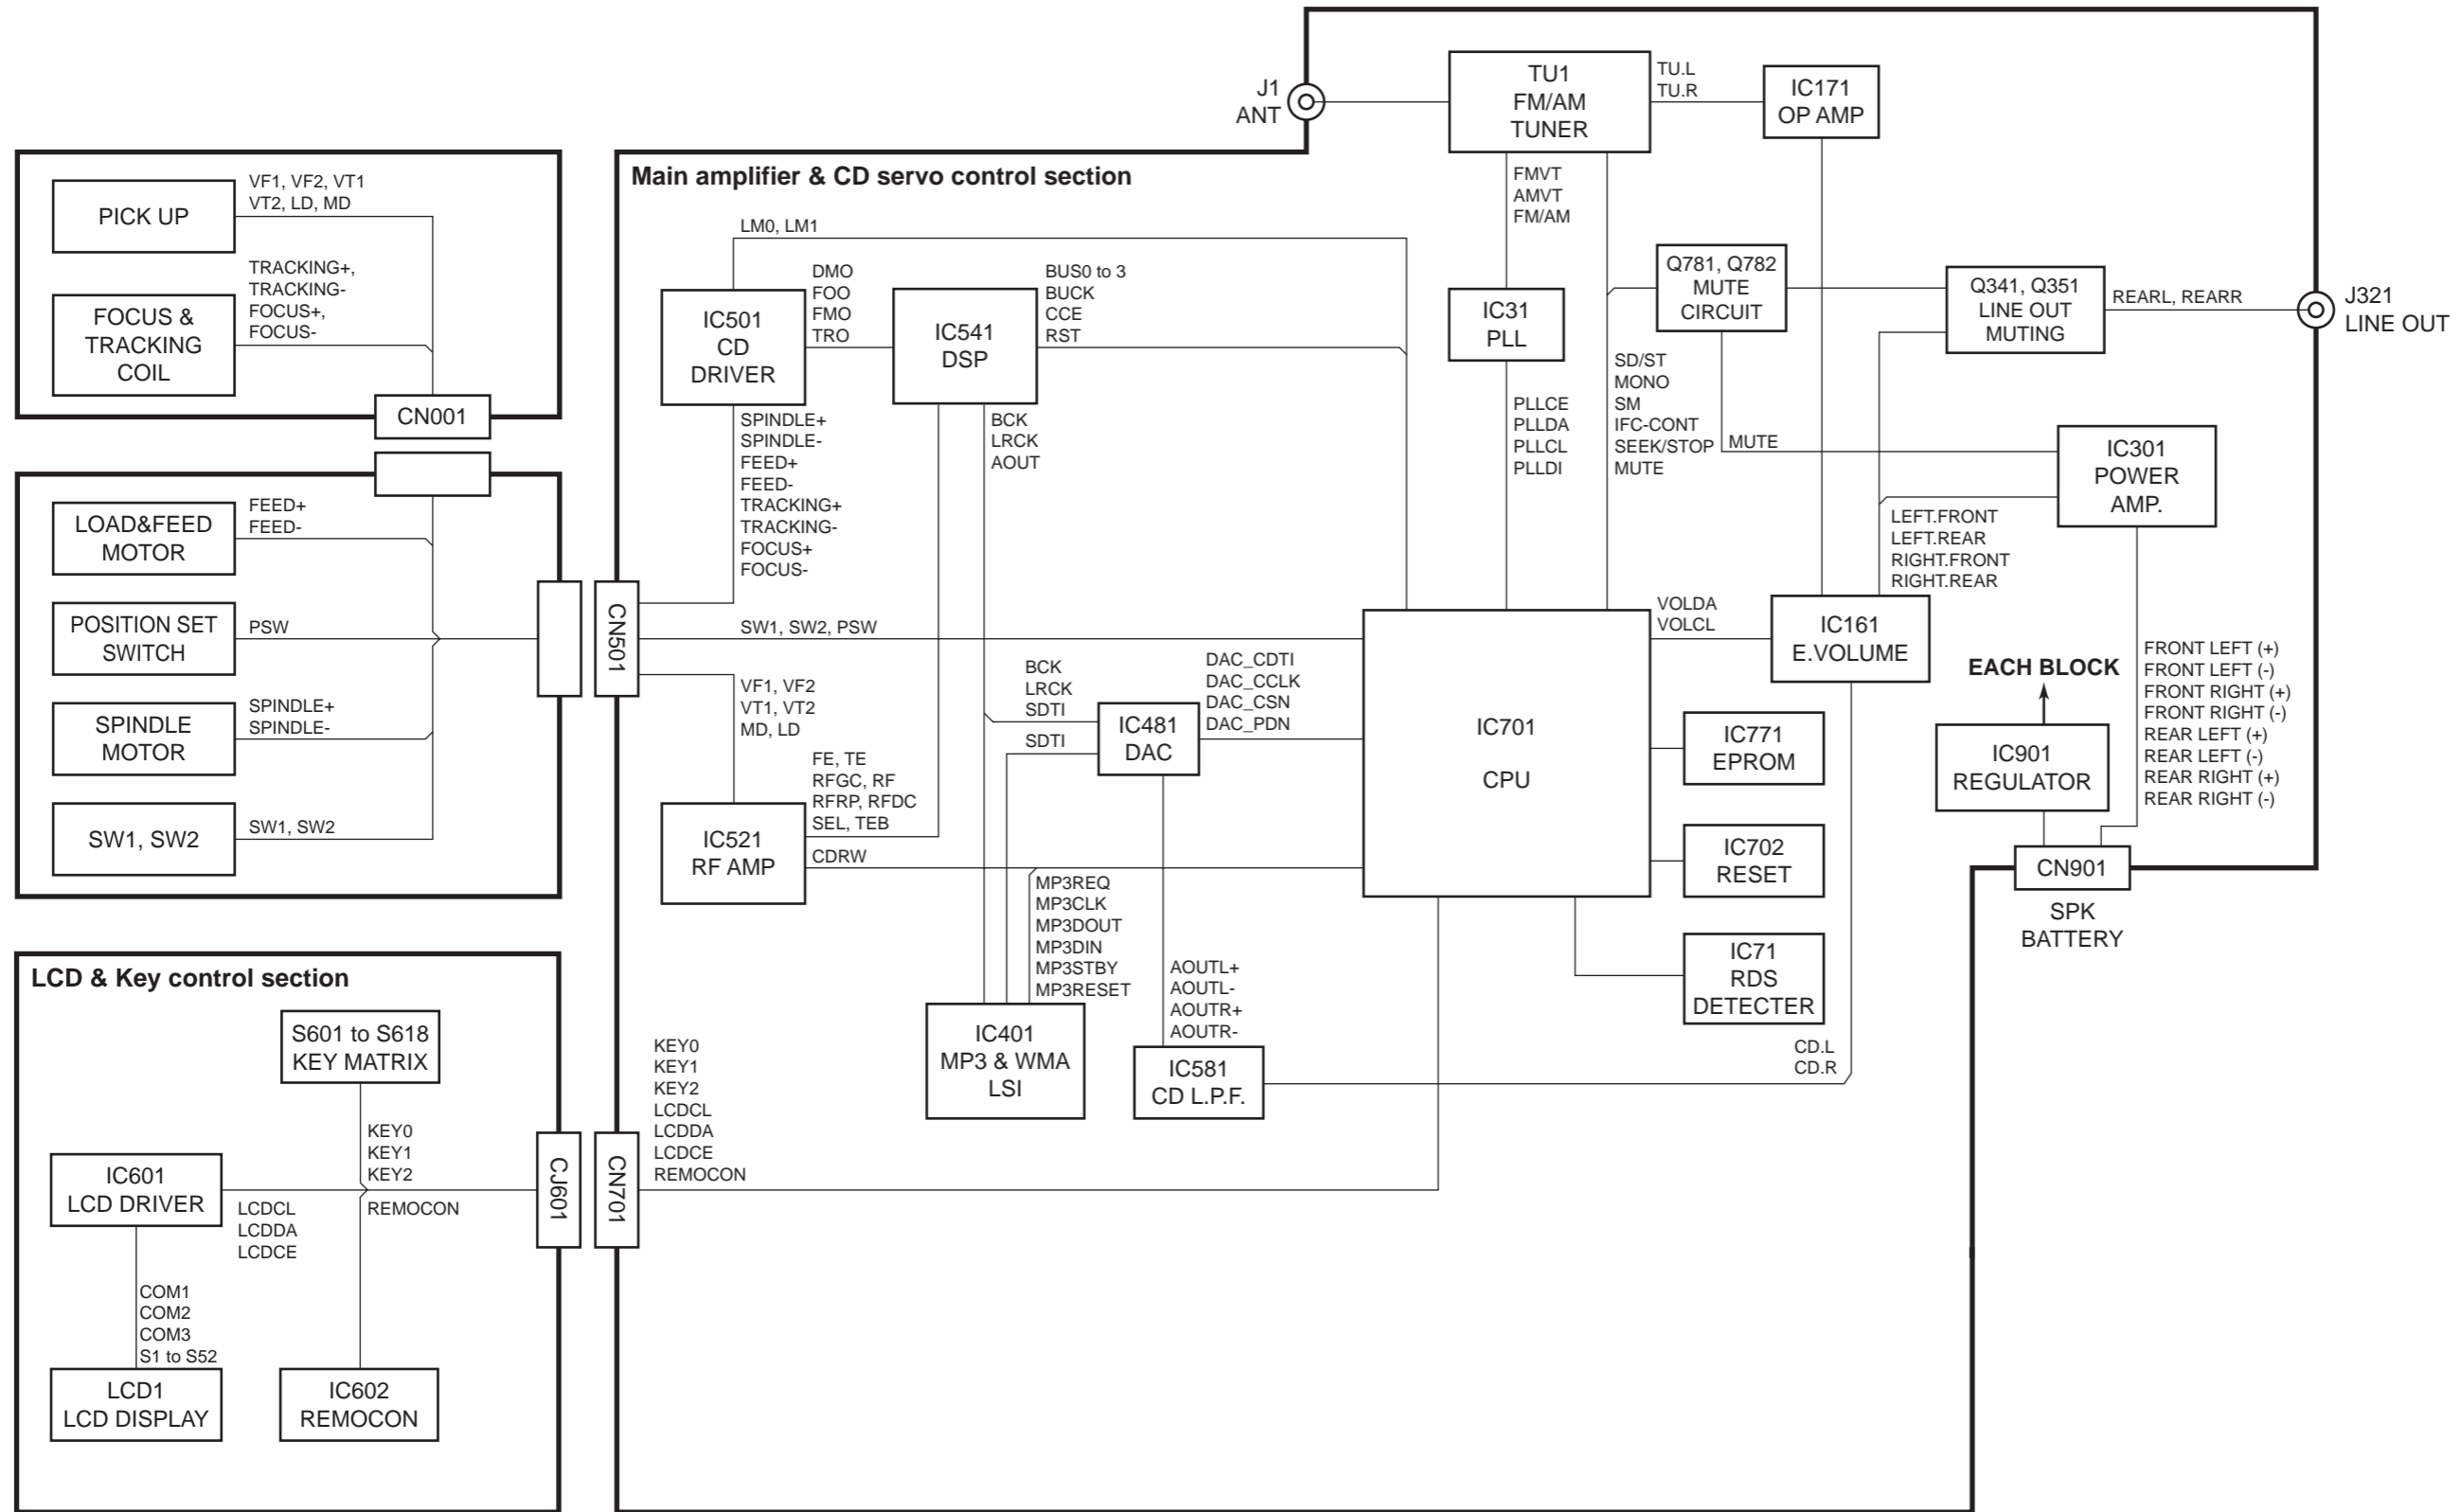 J1
ANT
TU1
FM/AM
TUNER
TU.L
TU.R
IC171
OP AMP
PICK UP
VF1, VF2, VT1
VT2, LD, MD
FOCUS &
TRACKING
COIL
TRACKING+,
TRACKING-
FOCUS+,
FOCUS-
CN001
LOAD&FEED
MOTOR
FEED+
FEED-
POSITION SET
SWITCH
PSW
SPINDLE
MOTOR
SPINDLE+
SPINDLE-
SW1, SW2
SW1, SW2
Main amplifier & CD servo control section
LM0, LM1
IC501
CD
DRIVER
DMO
FOO
FMO
TRO
IC541
DSP
BUS0 to 3
BUCK
CCE
RST
FMVT
AMVT
FM/AM
IC31
PLL
Q781, Q782
MUTE
CIRCUIT
Q341, Q351
LINE OUT
MUTING
REARL, REARR
J321
LINE OUT
SPINDLE+
SPINDLE-
FEED+
FEED-
TRACKING+
TRACKING-
FOCUS+
FOCUS-
BCK
LRCK
AOUT
PLLCE
PLLDA
PLLCL
PLLDI
SD/ST
MONO
SM
IFC-CONT
SEEK/STOP
MUTE
MUTE
IC301
POWER
AMP.
LEFT.FRONT
LEFT.REAR
RIGHT.FRONT
RIGHT.REAR
CN501
SW1, SW2, PSW
VF1, VF2
VT1, VT2
MD, LD
BCK
LRCK
SDTI
SDTI
IC481
DAC
DAC_CDTI
DAC_CCLK
DAC_CSN
DAC_PDN
IC701
CPU
VOLDA
VOLCL
IC161
E.VOLUME
IC771
EPROM
IC702
RESET
IC71
RDS
DETECTER
EACH BLOCK
IC901
REGULATOR
FRONT LEFT (+)
FRONT LEFT (-)
FRONT RIGHT (+)
FRONT RIGHT (-)
REAR LEFT (+)
REAR LEFT (-)
REAR RIGHT (+)
REAR RIGHT (-)
CN901
SPK
BATTERY
IC521
RF AMP
FE, TE
RFGC, RF
RFRP, RFDC
SEL, TEB
CDRW
MP3REQ
MP3CLK
MP3DOUT
MP3DIN
MP3STBY
MP3RESET
IC401
MP3 & WMA
LSI
AOUTL+
AOUTL-
AOUTR+
AOUTR-
IC581
CD L.P.F.
CD.L
CD.R
LCD & Key control section
S601 to S618
KEY MATRIX
KEY0
KEY1
KEY2
IC601
LCD DRIVER
LCDCL
LCDDA
LCDCE
REMOCON
COM1
COM2
COM3
S1 to S52
LCD1
LCD DISPLAY
IC602
REMOCON
CJ601
CN701
KEY0
KEY1
KEY2
LCDCL
LCDDA
LCDCE
REMOCON